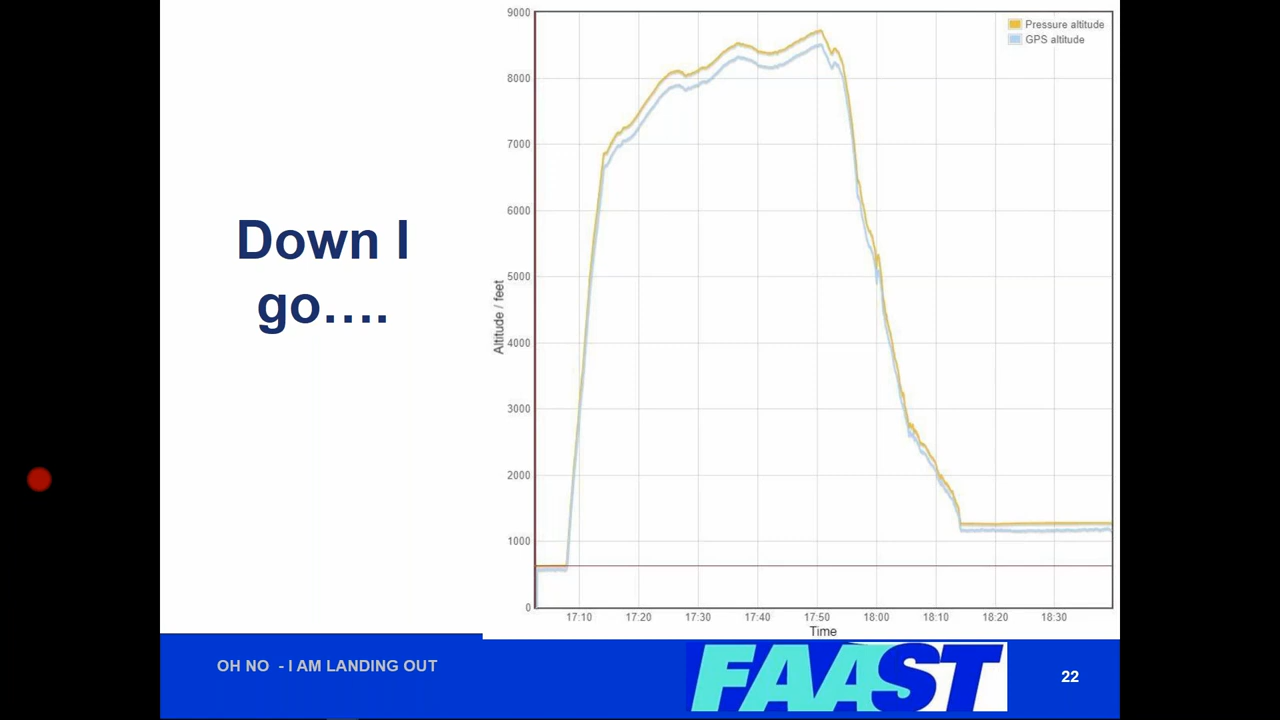 Down I
go….
9000
8000
7000
6000
5000
4000
3000
2000
1000
0
Altitude / feet
Pressure altitude
GPS altitude
17:10 17:20 17:30 17:40 17:50 18:00 18:10 18:20 18:30
Time
OH NO - I AM LANDING OUT
FAAST
22